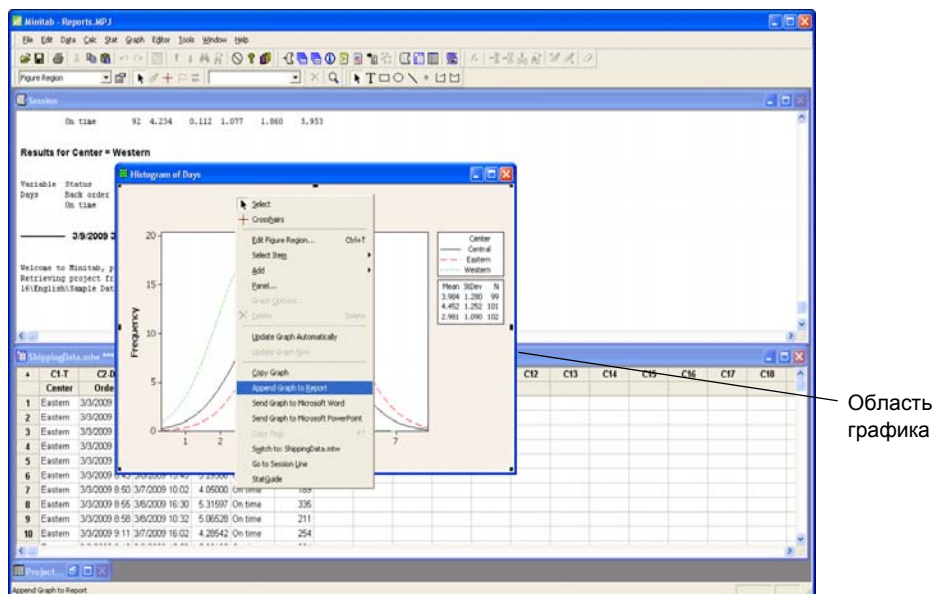 Minitab - Reports.MPJ
File Edit Data Calc Stat Graph Editor Tools Window Help
Figure Region
Session
On time 92 4.234 0.112 1.077 1.860 3.953
Results for Center = Western
Variable Status
Days Back order
On time
3/9/2009 3
Welcome to Minitab, p
Retrieving project fr
16\English\Sample Dat
Histogram of Days
Select
Crosshairs
Edit Figure Region... Ctrl+T
Select Item
Add
Panel...
Graph Options...
Delete Delete
Update Graph Automatically
Update Graph Now
Copy Graph
Append Graph to Report
Send Graph to Microsoft Word
Send Graph to Microsoft PowerPoint
Copy Text
Switch to: ShippingData.mtw
Go to Session Line
StatGuide
Frequency
20
15
10
5
0
1 2 7
Center
Central
Eastern
Western
Mean StDev N
3.984 1.280 99
4.452 1.252 101
2.981 1.090 102
ShippingData.mtw ***
C1-T C2-D C12 C13 C14 C15 C16 C17 C18
Center Orde
1 Eastern 3/3/2009
2 Eastern 3/3/2009
3 Eastern 3/3/2009
4 Eastern 3/3/2009
5 Eastern 3/3/2009
6 Eastern 3/3/2009
7 Eastern 3/3/2009 8:50 3/7/2009 10:02 4.05000 On time 189
8 Eastern 3/3/2009 8:55 3/8/2009 16:30 5.31597 On time 335
9 Eastern 3/3/2009 8:58 3/8/2009 10:32 5.06528 On time 211
10 Eastern 3/3/2009 9:11 3/7/2009 16:02 4.28542 On time 254
Project...
Append Graph to Report
Область
графика